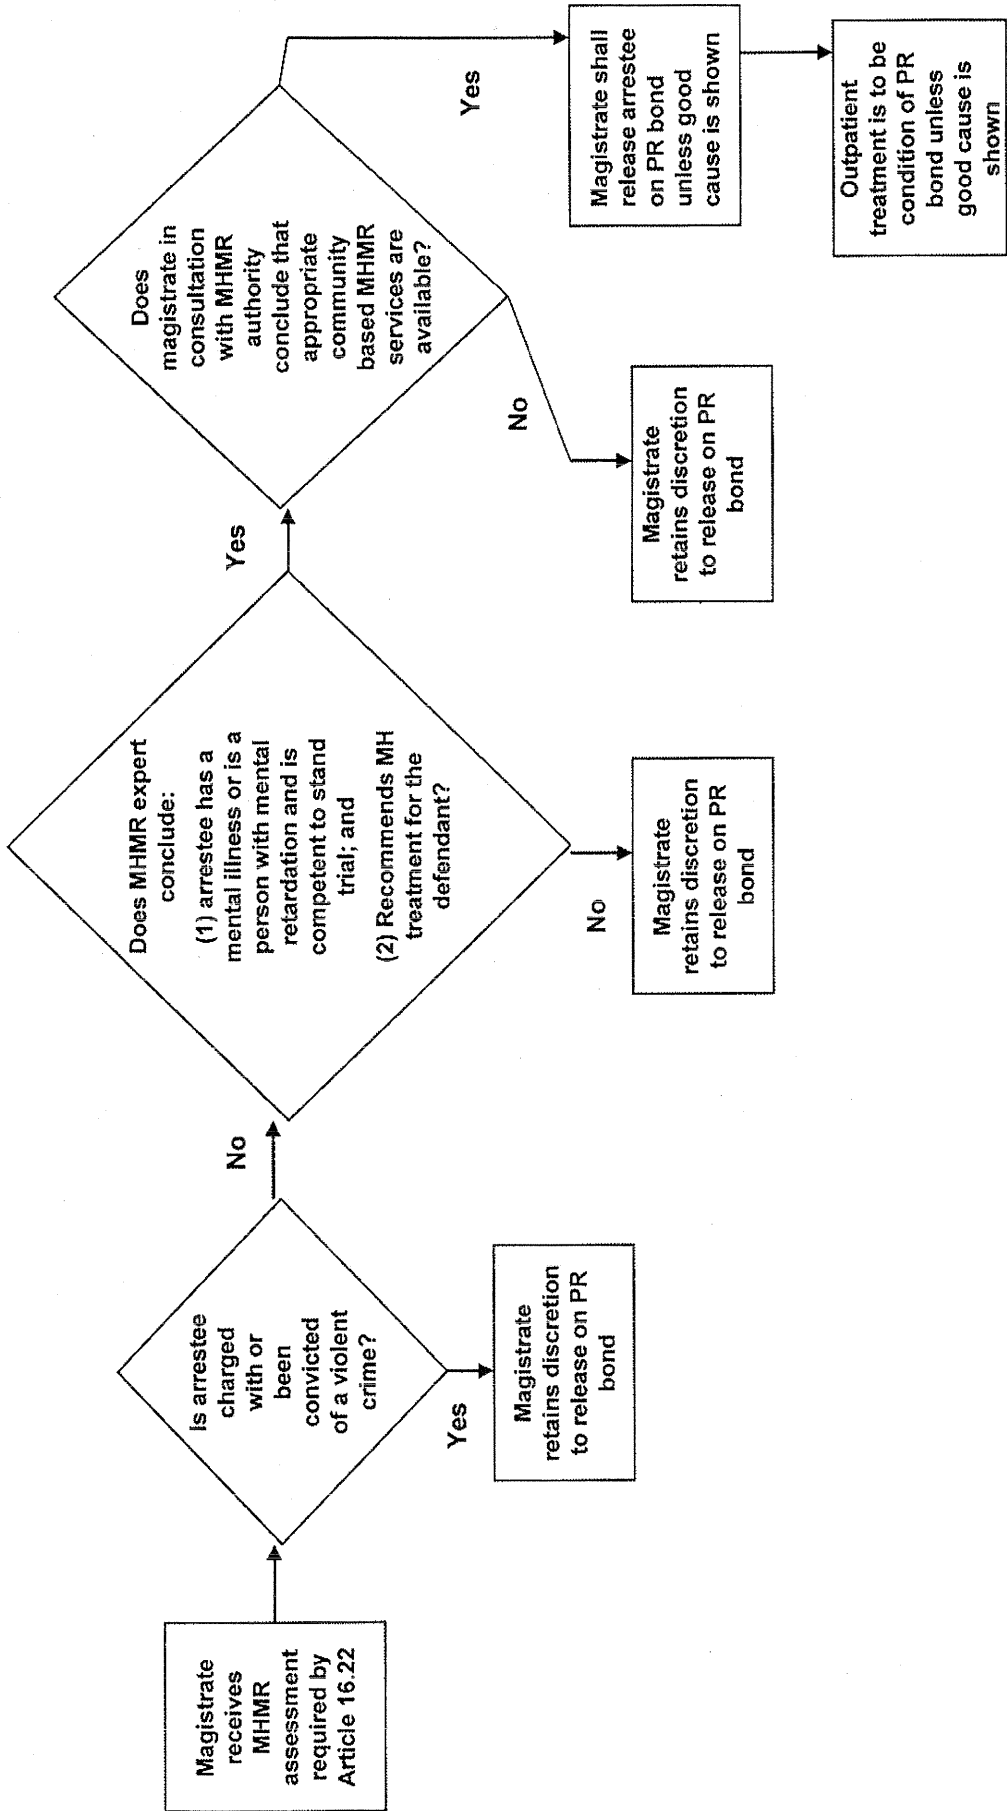 Magistrate
receives
MHMR
assessment
required by
Article 16.22
Is arrestee
charged
with or
been
convicted
of a violent
crime?
Yes
Magistrate
retains discretion
to release on PR
bond
No
Does MHMR expert
conclude:
(1) arrestee has a
mental illness or is a
person with mental
retardation and is
competent to stand
trial; and
(2) Recommends MH
treatment for the
defendant?
No
Magistrate
retains discretion
to release on PR
bond
Yes
Does
magistrate in
consultation
with MHMR
authority
conclude that
appropriate
community
based MHMR
services are
available?
No
Magistrate
retains discretion
to release on PR
bond
Yes
Magistrate shall
release arrestee
on PR bond
unless good
cause is shown
Outpatient
treatment is to be
condition of PR
bond unless
good cause is
shown